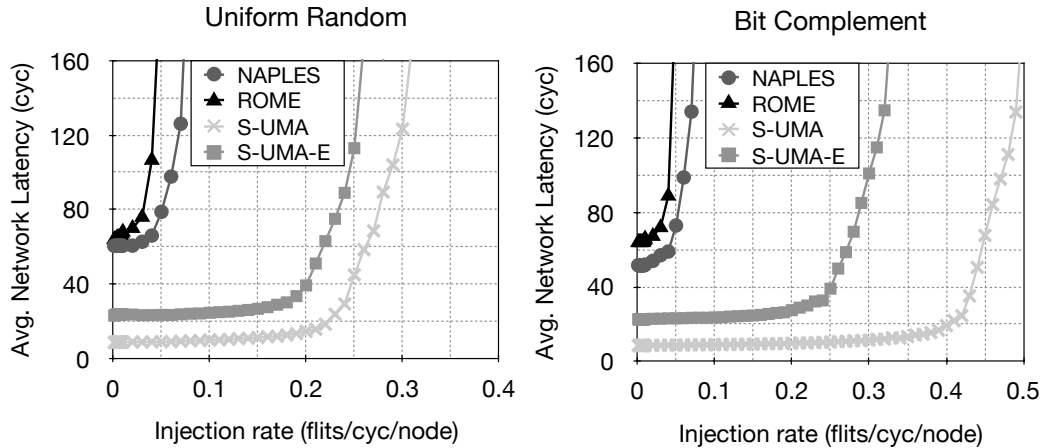 Uniform Random
160
120
80
40
0
Avg. Network Latency (cyc)
NAPLES
ROME
S-UMA
S-UMA-E
0
0.1
0.2
0.3
0.4
Injection rate (flits/cyc/node)
Bit Complement
160
120
80
40
0
Avg. Network Latency (cyc)
NAPLES
ROME
S-UMA
S-UMA-E
0
0.1
0.2
0.3
0.4
0.5
Injection rate (flits/cyc/node)